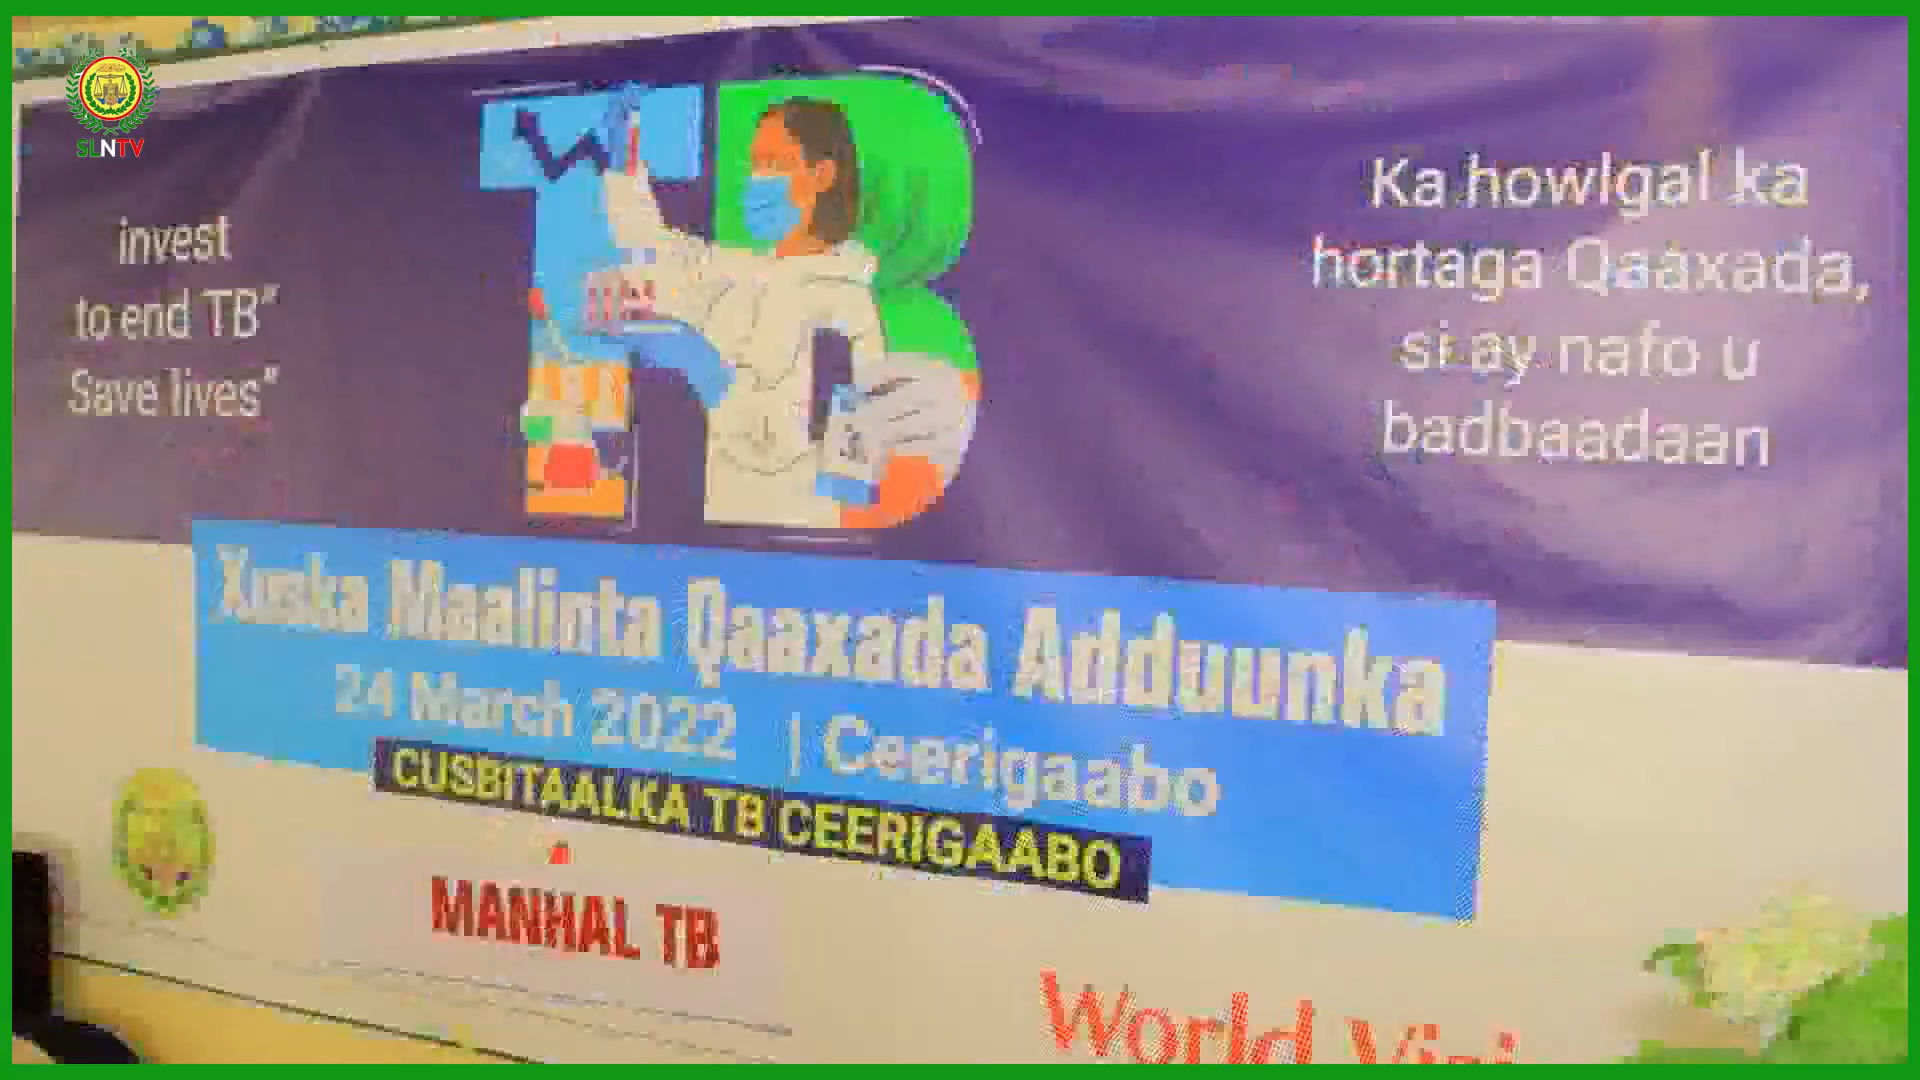 SLNTV
invest
to end TB"
Save lives"
TB
Ka howlgal ka
hortaga Qaaxada,
si ay nafo u
badbaadaan
Xuska Maalinta Qaaxada Adduunka
24 March 2022 | Ceerigaabo
CUSBITAALKA TB CEERIGAABO
MANHAL TB
World